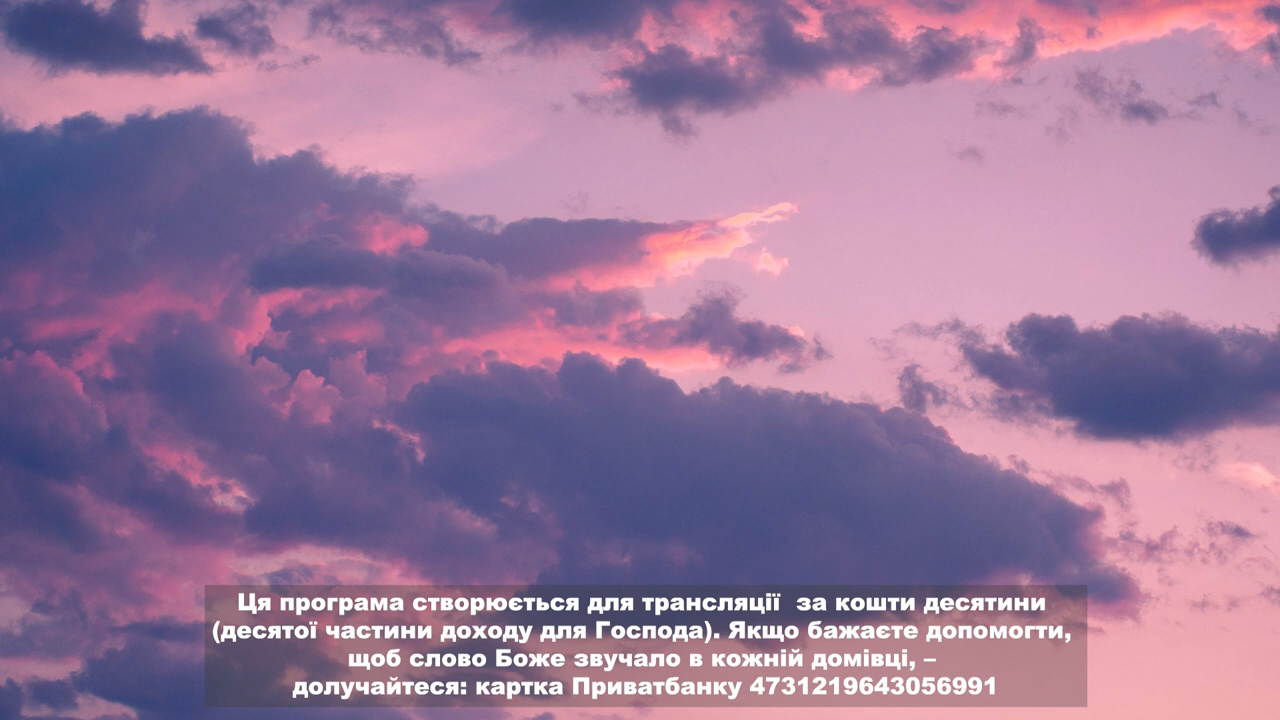 Ця програма створюється для трансляції  за кошти десятини
(десятої частини доходу для Господа). Якщо бажаєте допомогти,
щоб слово Боже звучало в кожній домівці, –
долучайтеся: картка Приватбанку 4731219643056991